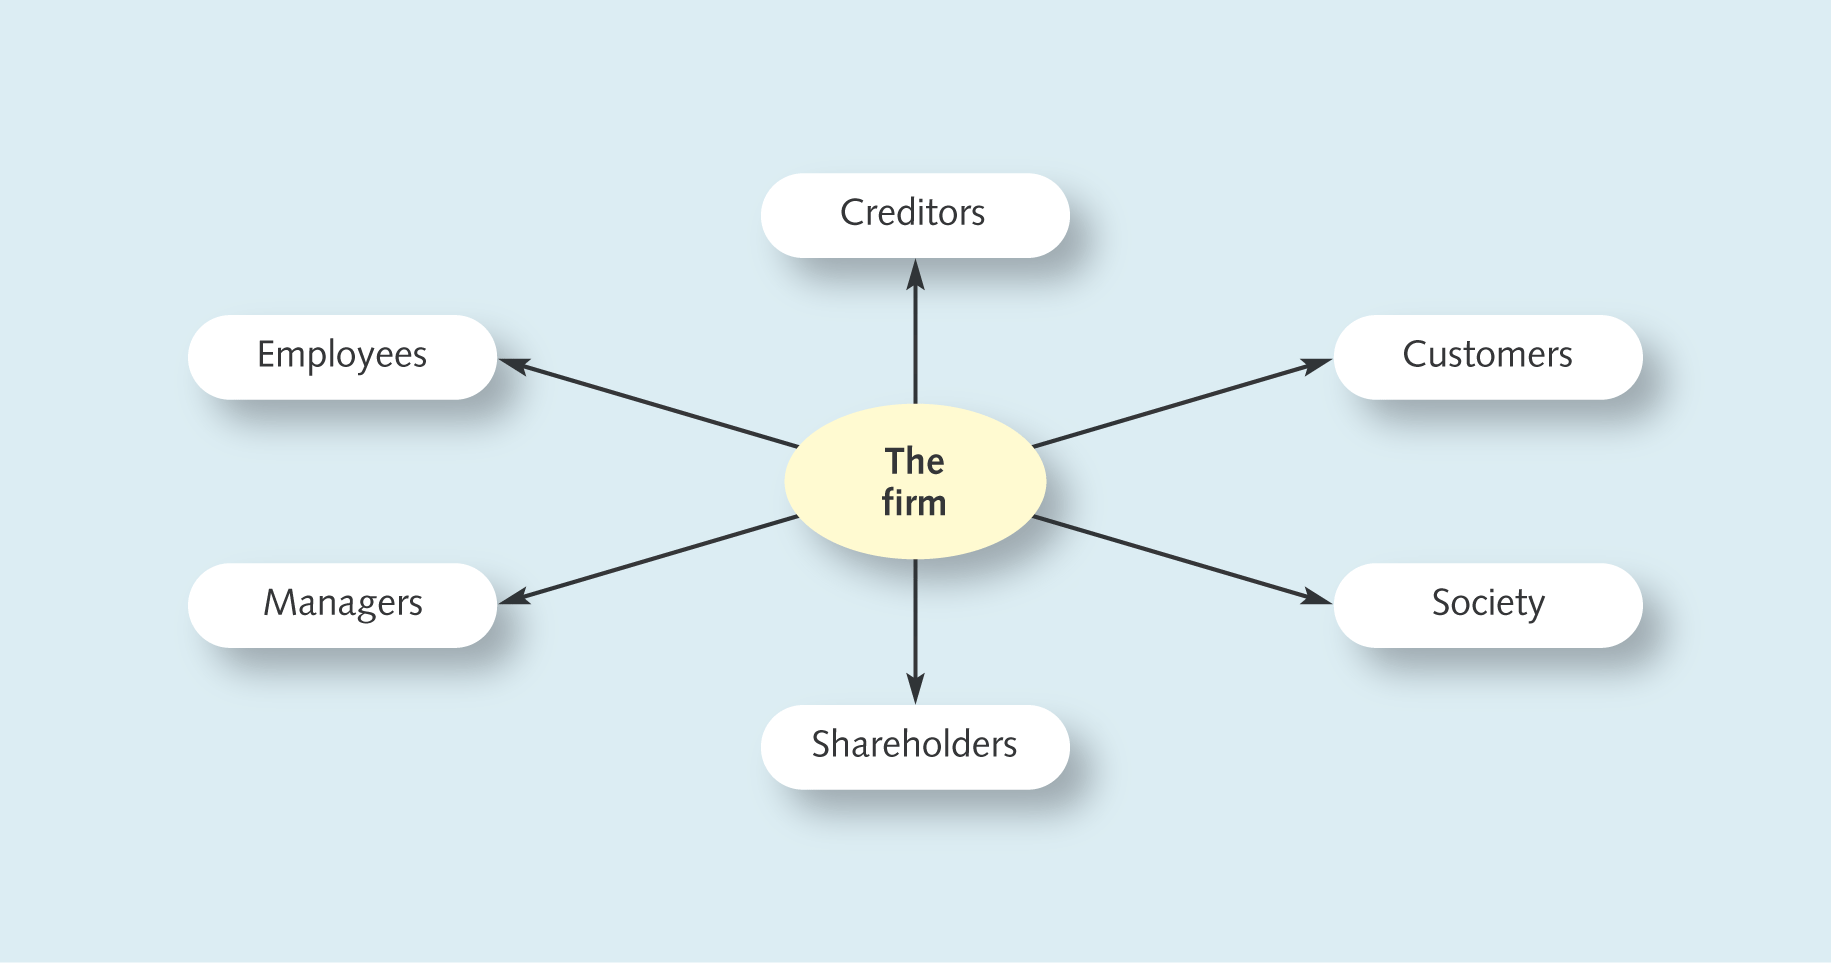 Creditors
Employees
Customers
The
firm
Managers
Society
Shareholders